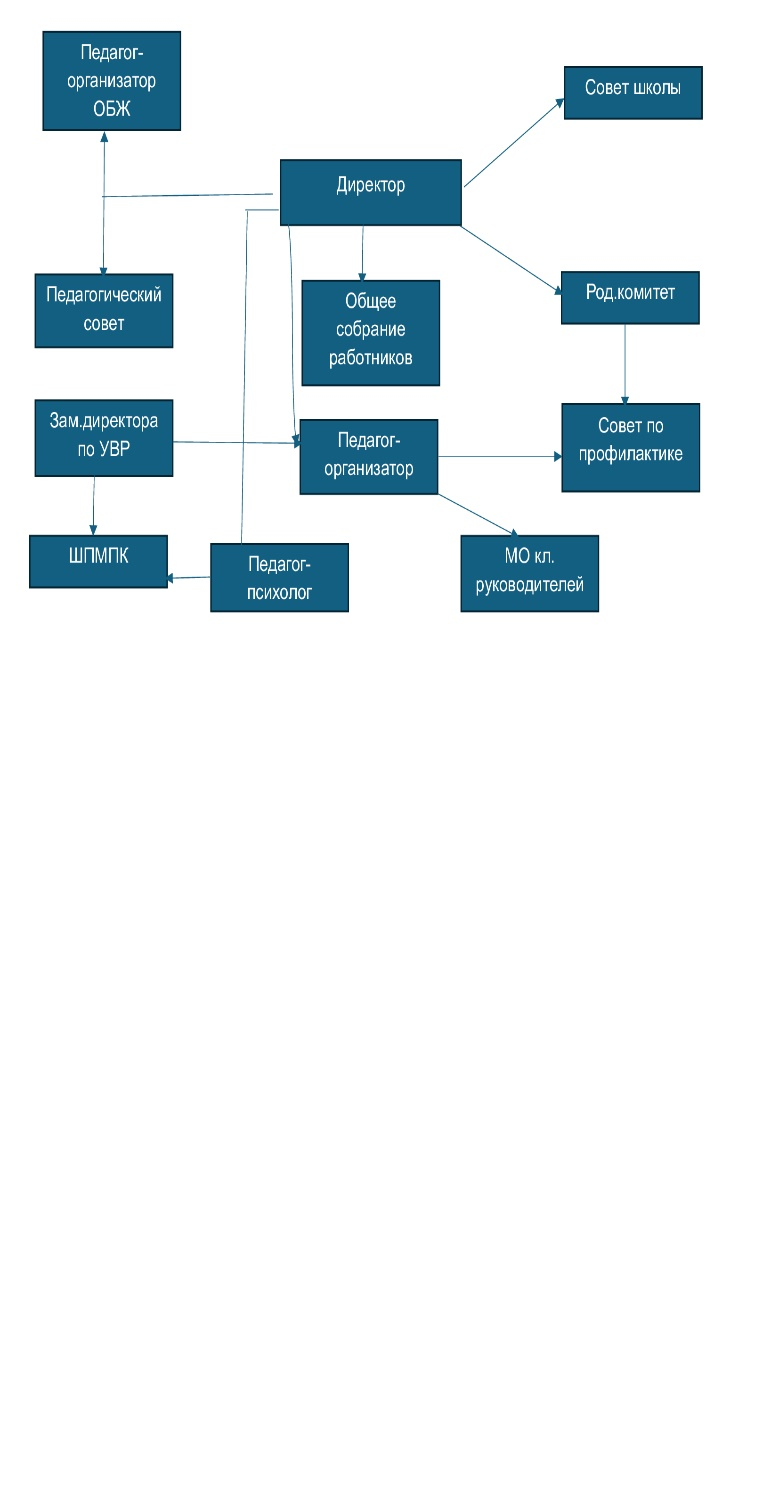 Педагог-
организатор
ОБЖ
Совет школы
Директор
Педагогический
совет
Общее
собрание
работников
Род.комитет
Зам.директора
по УВР
Педагог-
организатор
Совет по
профилактике
ШПМПК
Педагог-
психолог
МО кл.
руководителей